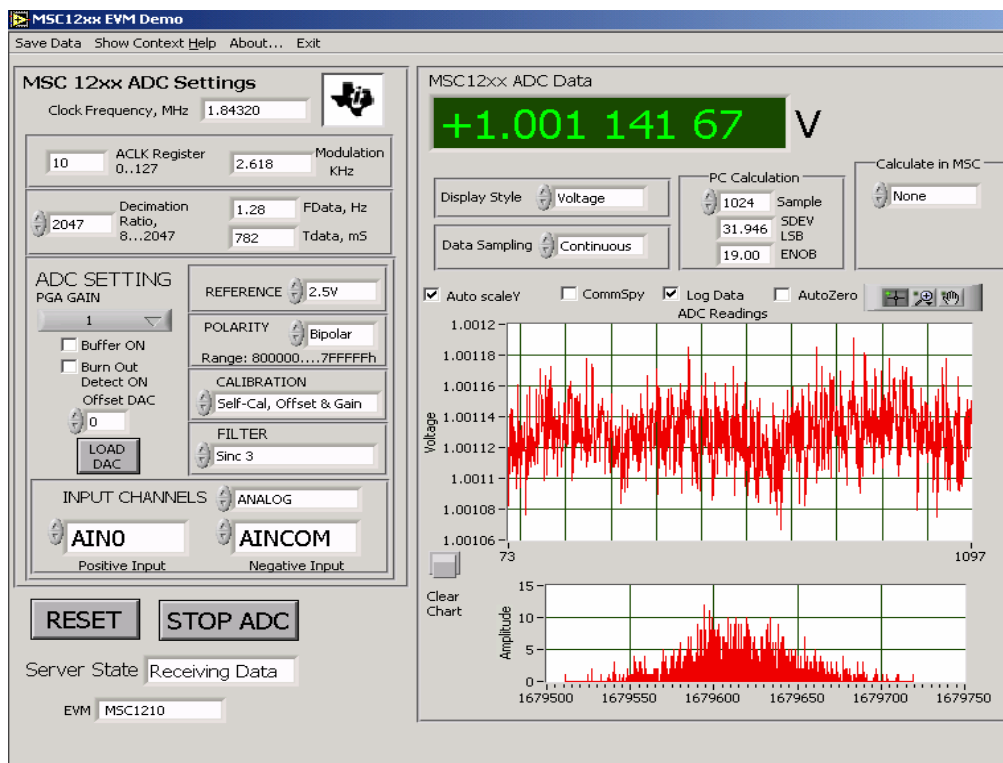 MSC12xx EVM Demo
Save Data Show Context Help About... Exit
MSC 12xx ADC Settings
Clock Frequency, MHz 1.84320
10 ACLK Register 0..127
2.618 Modulation KHz
2047 Decimation Ratio, 8...2047
1.28 FData, Hz
782 Tdata, mS
ADC SETTING
PGA GAIN
1
Buffer ON
Burn Out Detect ON
Offset DAC
0
LOAD DAC
REFERENCE 2.5V
POLARITY Bipolar
Range: 800000....7FFFFFh
CALIBRATION
Self-Cal, Offset & Gain
FILTER
Sinc 3
INPUT CHANNELS ANALOG
AIN0 AINCOM
Positive Input Negative Input
RESET STOP ADC
Server State Receiving Data
EVM MSC1210
MSC12xx ADC Data
+1.001 141 67 V
Display Style Voltage
Data Sampling Continuous
PC Calculation
1024 Sample
31.946 SDEV LSB
19.00 ENOB
Calculate in MSC
None
Auto scaleY CommSpy Log Data AutoZero
ADC Readings
Voltage
1.0012
1.00118
1.00116
1.00114
1.00112
1.0011
1.00108
1.00106
73 1097
Clear Chart
Amplitude
15
10
5
0
1679500 1679550 1679600 1679650 1679700 1679750